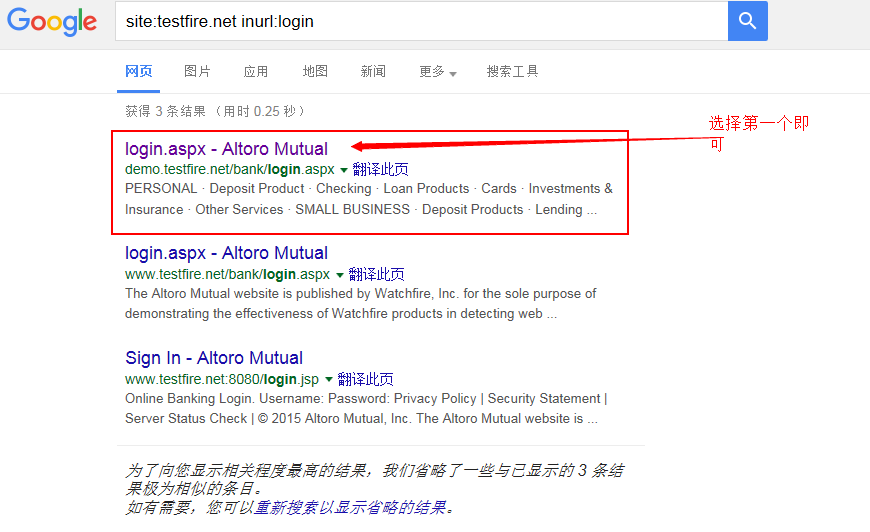 Google
site:testfire.net inurl:login
网页 图片 应用 地图 新闻 更多 搜索工具
获得 3 条结果 （用时 0.25 秒）
选择第一个即
可
login.aspx - Altoro Mutual
demo.testfire.net/bank/login.aspx 翻译此页
PERSONAL · Deposit Product · Checking · Loan Products · Cards · Investments &
Insurance · Other Services · SMALL BUSINESS · Deposit Products · Lending ...
login.aspx - Altoro Mutual
www.testfire.net/bank/login.aspx 翻译此页
The Altoro Mutual website is published by Watchfire, Inc. for the sole purpose of
demonstrating the effectiveness of Watchfire products in detecting web ...
Sign In - Altoro Mutual
www.testfire.net:8080/login.jsp 翻译此页
Online Banking Login. Username: Password: Privacy Policy | Security Statement |
Server Status Check | © 2015 Altoro Mutual, Inc. The Altoro Mutual website is ...
为了向您显示相关程度最高的结果，我们省略了一些与已显示的 3 条结
果极为相似的条目。
如有需要，您可以重新搜索以显示省略的结果。